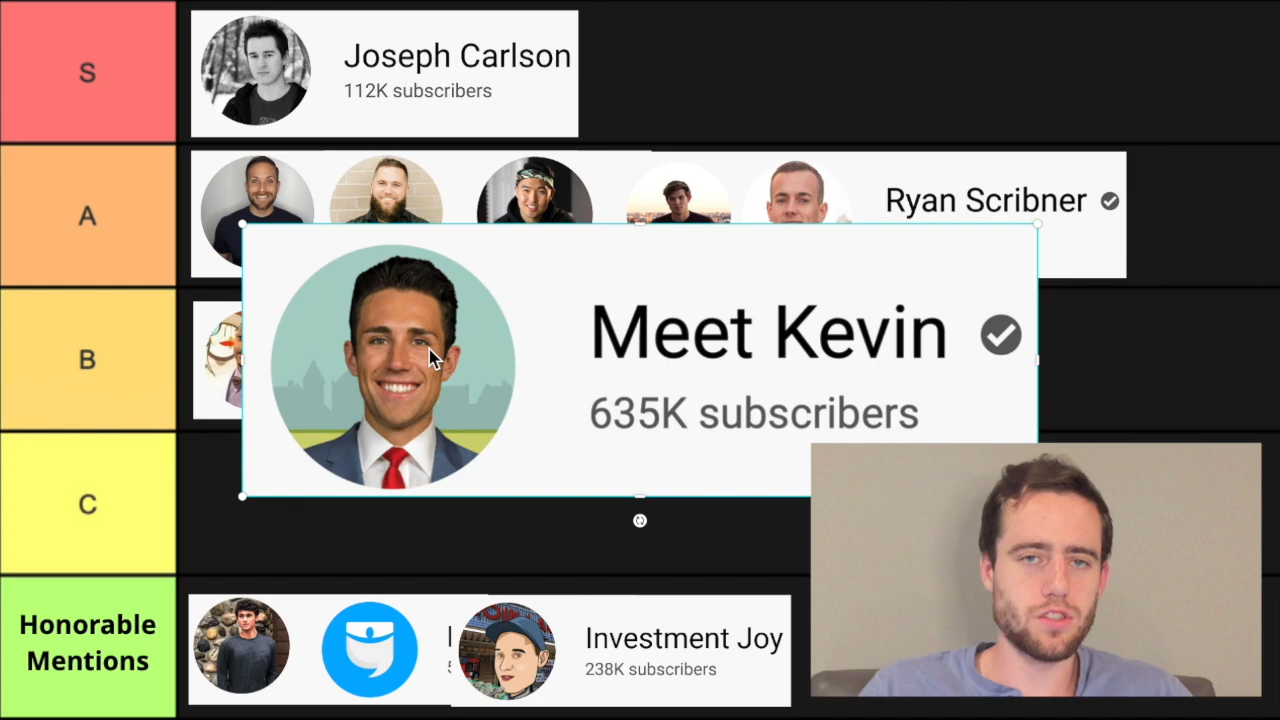 S
Joseph Carlson
112K subscribers
A
Ryan Scribner
B
Meet Kevin
635K subscribers
C
Honorable
Mentions
Investment Joy
238K subscribers